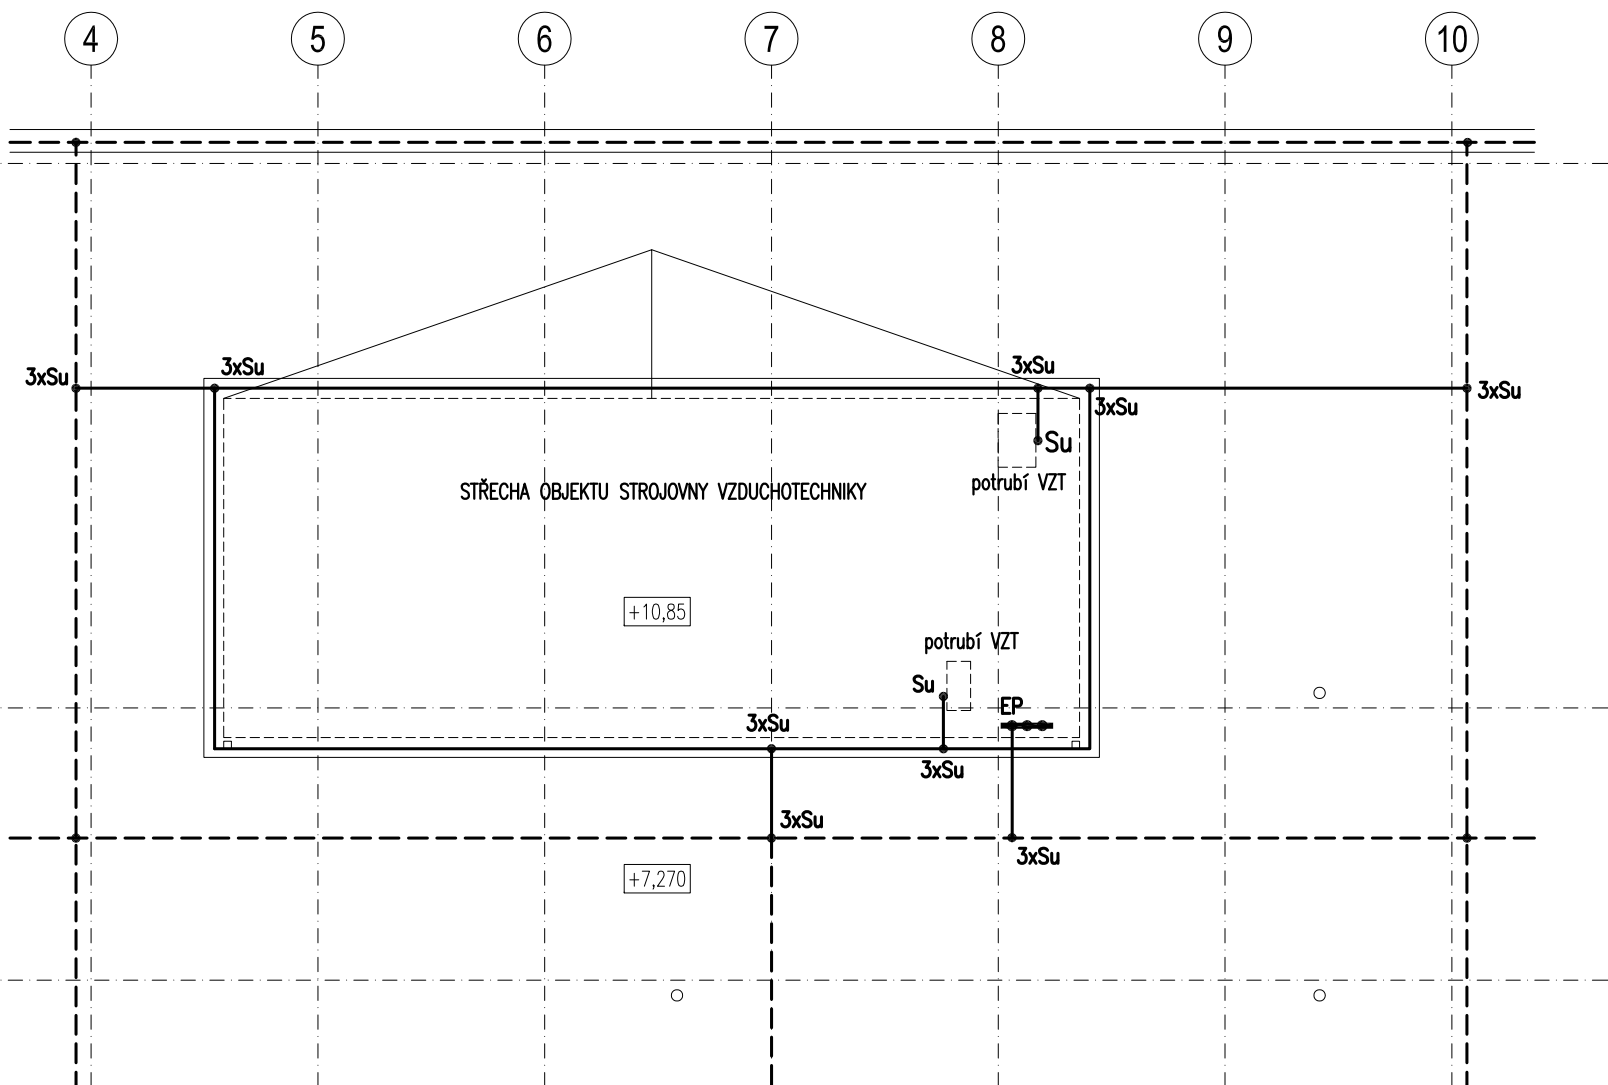 4 5 6 7 8 9 10
3xSu 3xSu
3xSu 3xSu 3xSu
Su
potrubí VZT
STŘECHA OBJEKTU STROJOVNY VZDUCHOTECHNIKY
+10,85
potrubí VZT
Su
EP
3xSu
3xSu
3xSu
3xSu
+7,270